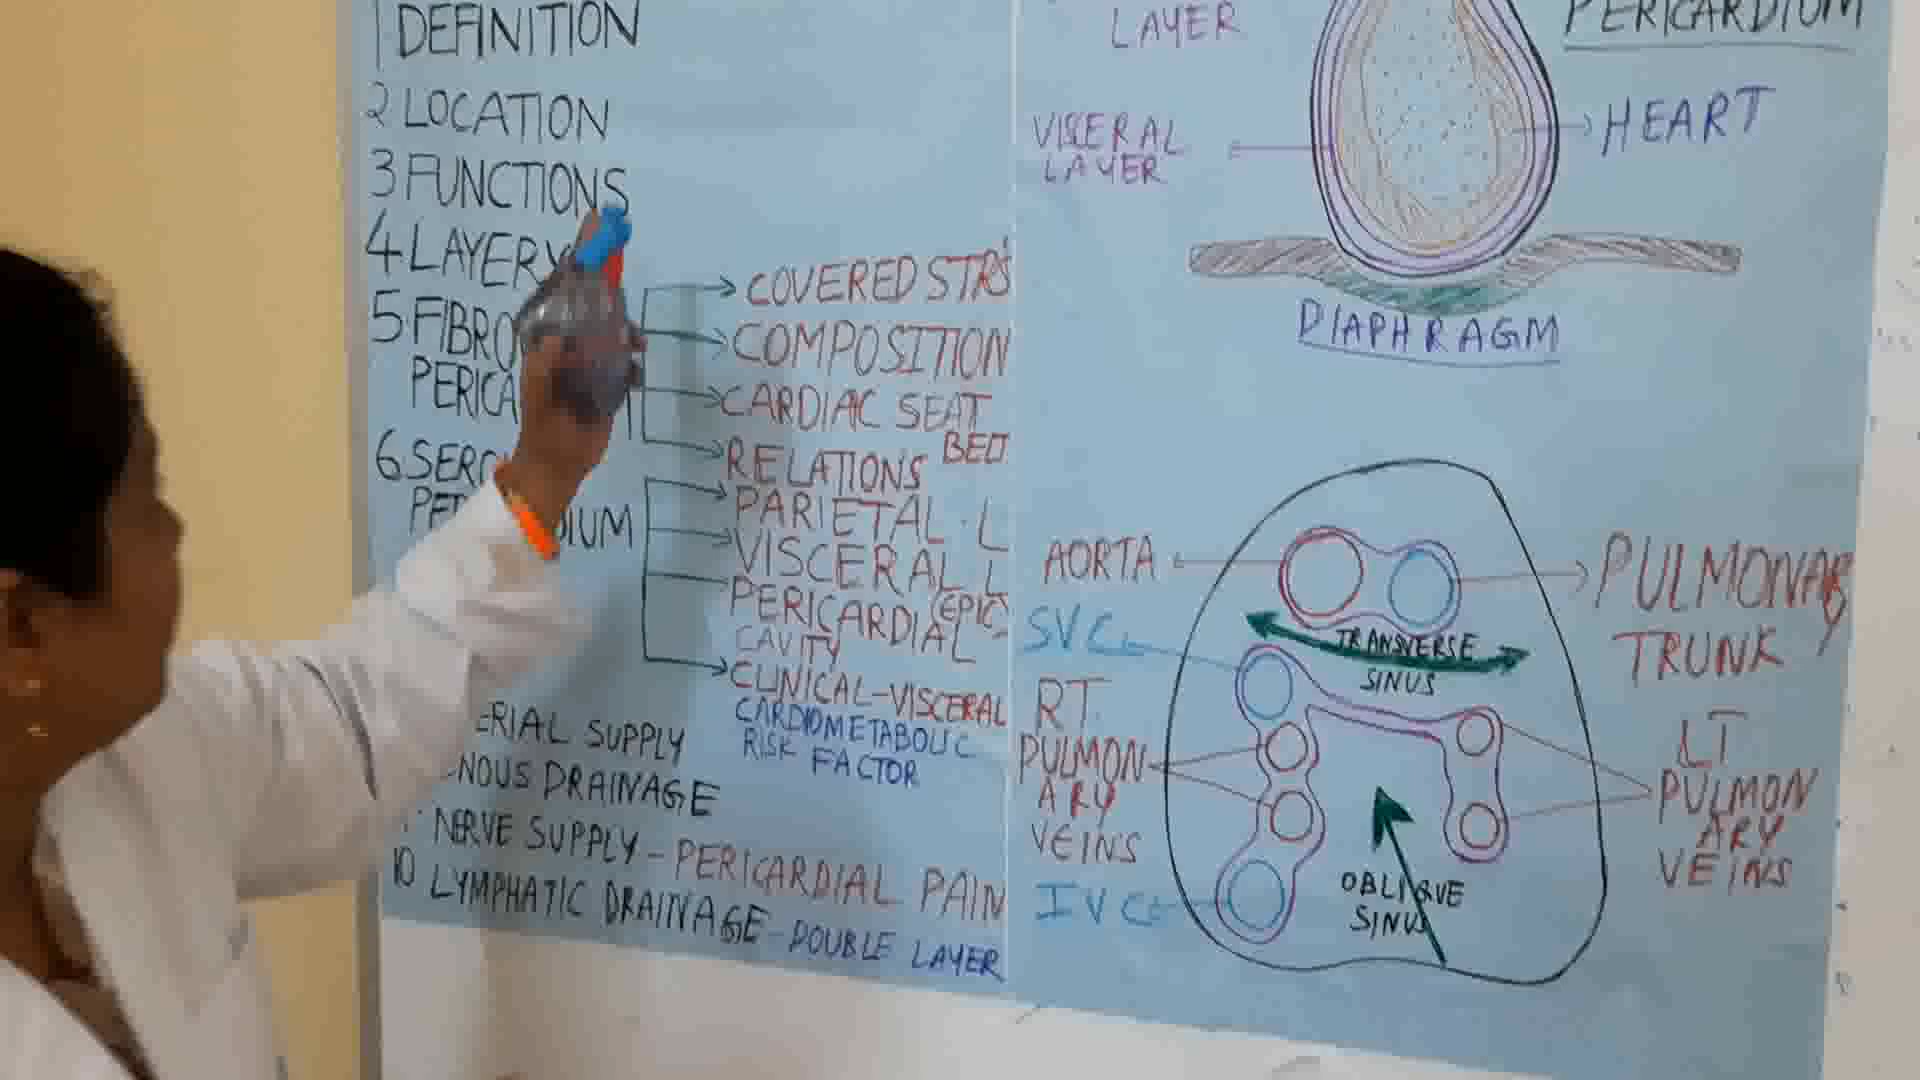 1 DEFINITION
2 LOCATION
3 FUNCTIONS
4 LAYER
5 FIBRO
PERICA
6 SERO
DIUM
COVERED STRS
COMPOSITION
CARDIAC SEAT
BED
RELATIONS
PARIETAL L
VISCERAL L
(EPIC
PERICARDIAL
CAVITY
CLINICAL-VISCERAL
CARDIOMETABOLIC
RISK FACTOR
ERIAL SUPPLY
NOUS DRAINAGE
NERVE SUPPLY - PERICARDIAL PAIN
10 LYMPHATIC DRAINAGE - DOUBLE LAYER
LAYER
PERICARDIUM
VISCERAL
LAYER
HEART
DIAPHRAGM
AORTA
PULMONARY
TRUNK
SVC
TRANSVERSE
SINUS
RT
PULMON
ARY
VEINS
LT
PULMON
ARY
VEINS
IVC
OBLIQUE
SINUS